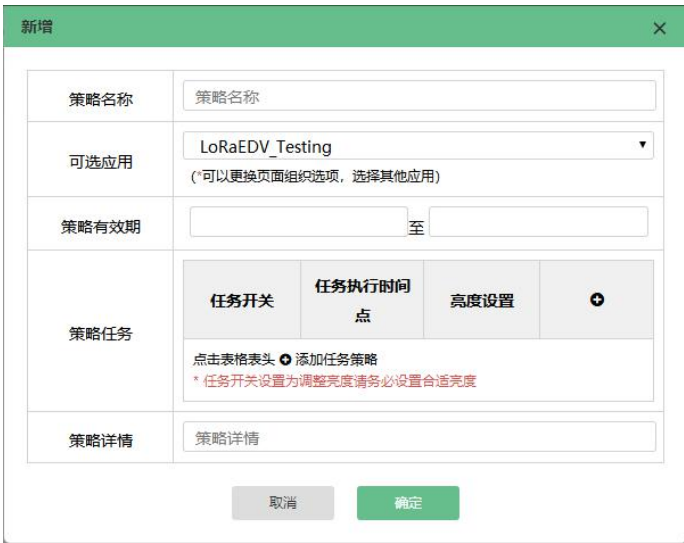 新增
策略名称
策略名称
可选应用
LoRaEDV_Testing
(*可以更换页面组织选项，选择其他应用)
策略有效期
至
策略任务
任务开关
任务执行时间
点
亮度设置
点击表格表头 添加任务策略
* 任务开关设置为调整亮度请务必设置合适亮度
策略详情
策略详情
取消
确定